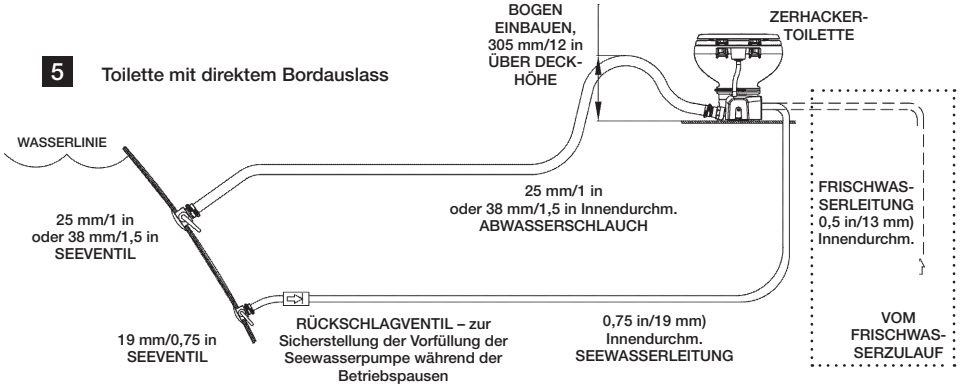 BOGEN
EINBAUEN,
305 mm/12 in
ÜBER DECK-
HÖHE
ZERHACKER-
TOILETTE
5 Toilette mit direktem Bordauslass
WASSERLINIE
25 mm/1 in
oder 38 mm/1,5 in
SEEVENTIL
25 mm/1 in
oder 38 mm/1,5 in Innendurchm.
ABWASSERSCHLAUCH
FRISCHWAS-
SERLEITUNG
0,5 in/13 mm)
Innendurchm.
19 mm/0,75 in
SEEVENTIL
RÜCKSCHLAGVENTIL – zur
Sicherstellung der Vorfüllung der
Seewasserpumpe während der
Betriebspausen
0,75 in/19 mm)
Innendurchm.
SEEWASSERLEITUNG
VOM
FRISCHWAS-
SERZULAUF